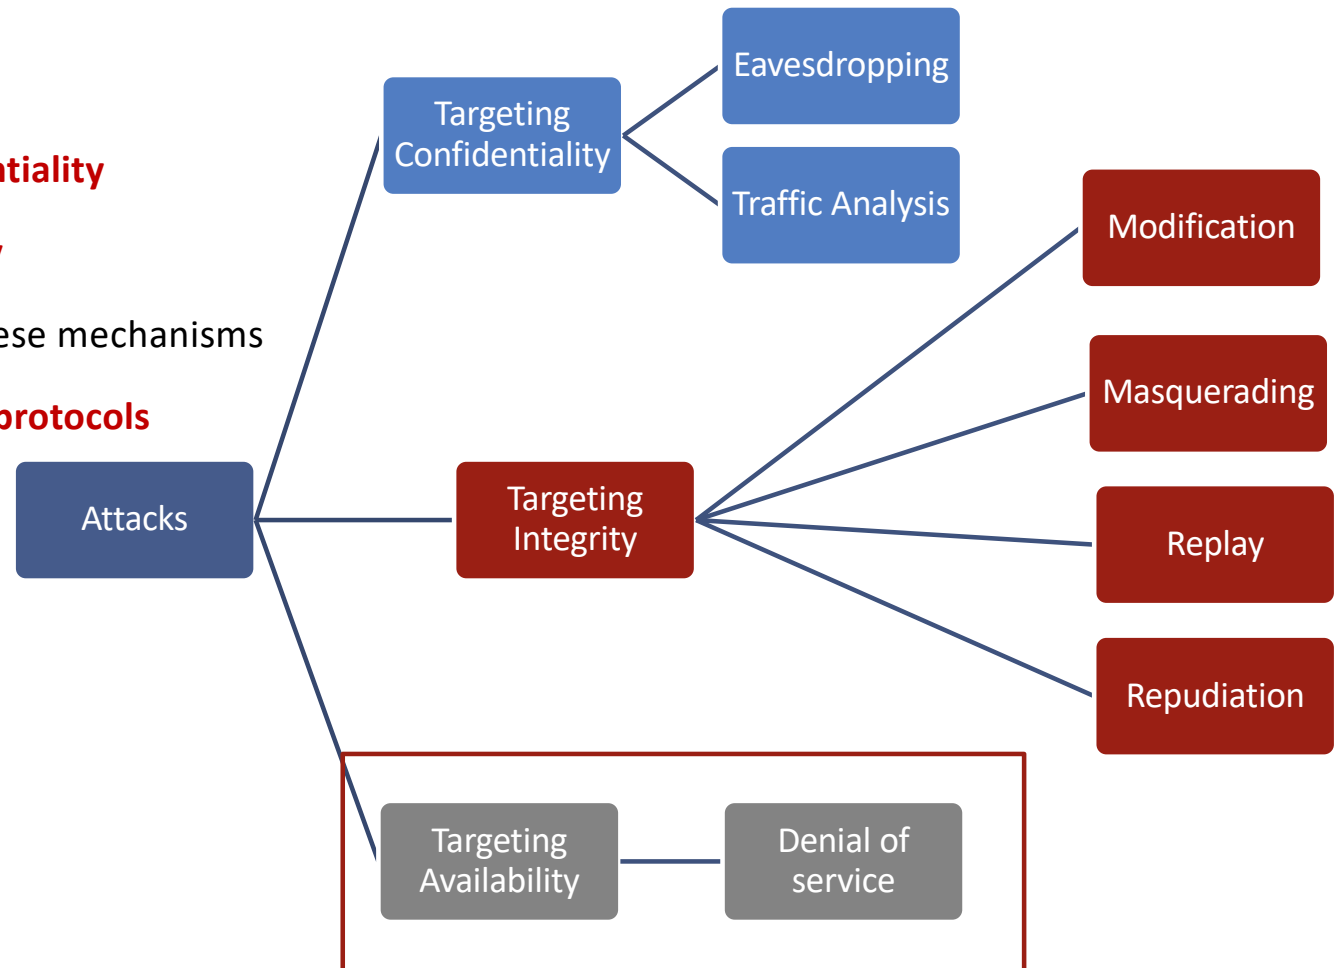 Eavesdropping
Targeting
Confidentiality
ntiality
Traffic Analysis
Modification
ese mechanisms
Masquerading
protocols
Attacks
Targeting
Integrity
Replay
Repudiation
Targeting
Availability
Denial of
service